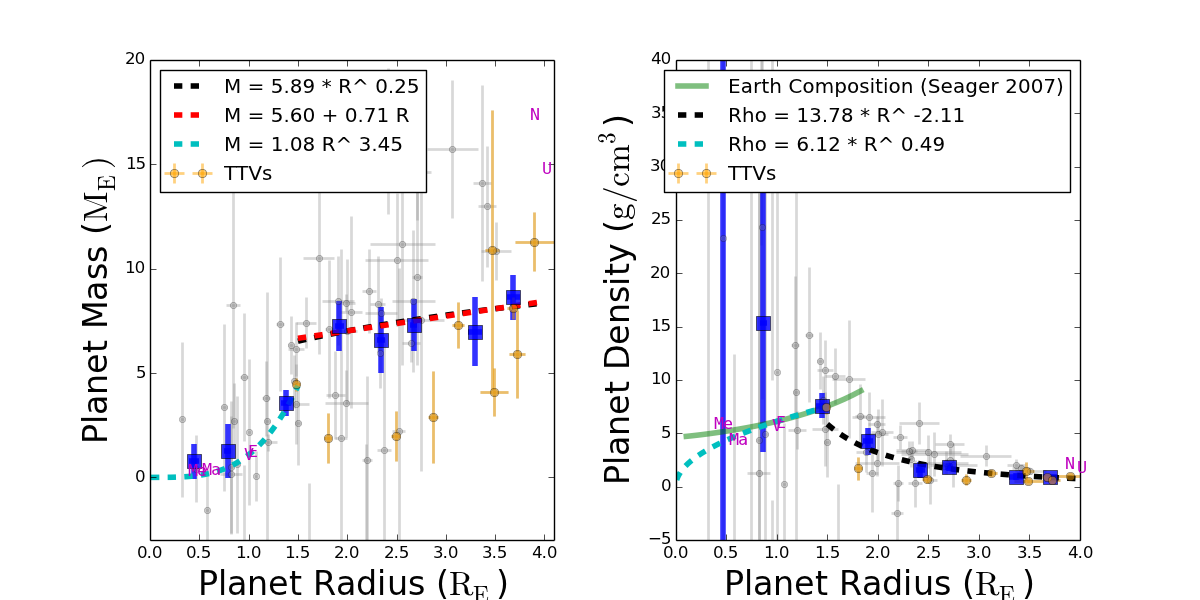 20
15
10
5
0
Planet Mass (M_E)
M = 5.89 * R^ 0.25
M = 5.60 + 0.71 R
M = 1.08 R^ 3.45
TTVs
N
U
Me
Ma
V
E
0.0 0.5 1.0 1.5 2.0 2.5 3.0 3.5 4.0
Planet Radius (R_E)
40
35
30
25
20
15
10
5
0
−5
Planet Density (g/cm³)
Earth Composition (Seager 2007)
Rho = 13.78 * R^ -2.11
Rho = 6.12 * R^ 0.49
TTVs
Me
Ma
V
E
N
U
0.0 0.5 1.0 1.5 2.0 2.5 3.0 3.5 4.0
Planet Radius (R_E)